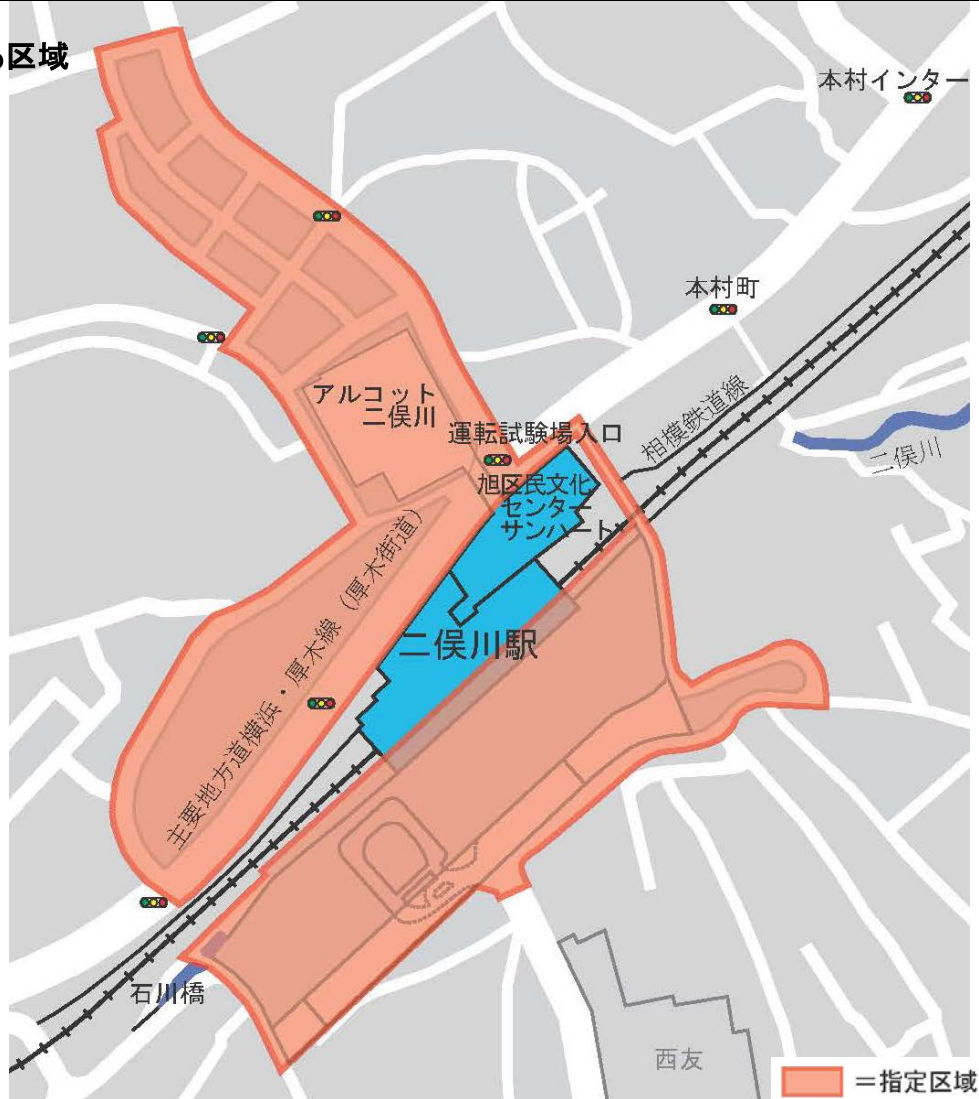 る区域
本村インター
本村町
アルコット
二俣川
運転試験場入口
相模鉄道線
二俣川
旭区民文化
センター
サンハート
主要地方道横浜・厚木線（厚木街道）
二俣川駅
石川橋
西友
＝指定区域